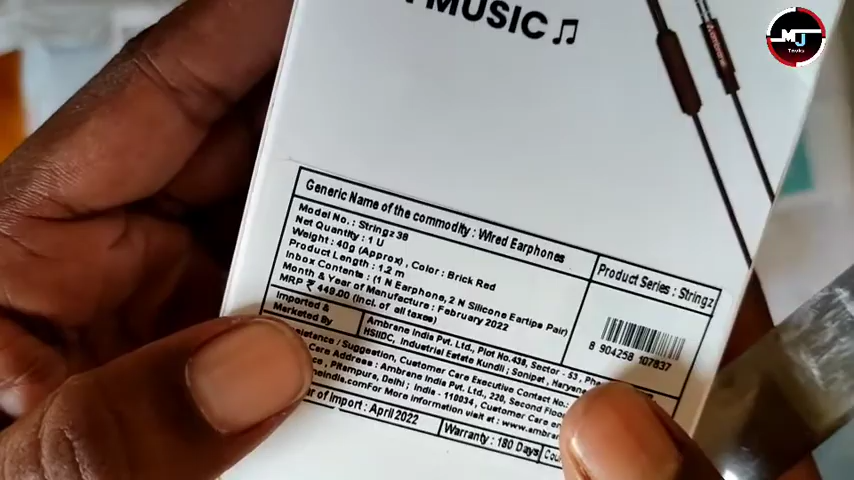 MUSIC
MJ
Techs
Ambrane
Generic Name of the commodity : Wired Earphones
Model No. : Stringz 38
Net Quantity : 1 U
Weight : 40g (Approx), Color : Brick Red
Product Length : 1.2 m
Inbox Contents : (1 N Earphone, 2 N Silicone Eartips Pair)
Month & Year of Manufacture : February 2022
MRP ₹ 449.00 (incl. of all taxes)
Product Series : Stringz
8 904258 107837
Imported &
Marketed By
Ambrane India Pvt. Ltd., Plot No.438, Sector - 53, Phase
HSIIDC, Industrial Estate Kundli ; Sonipat, Haryana
/ Suggestion, Customer Care Executive Contact
Address : Ambrane India Pvt. Ltd., 220, Second Floor
Pitampura, Delhi : India - 110034, Customer Care
For More information visit at : www.ambra
of Import : April 2022
Warranty : 180 Days